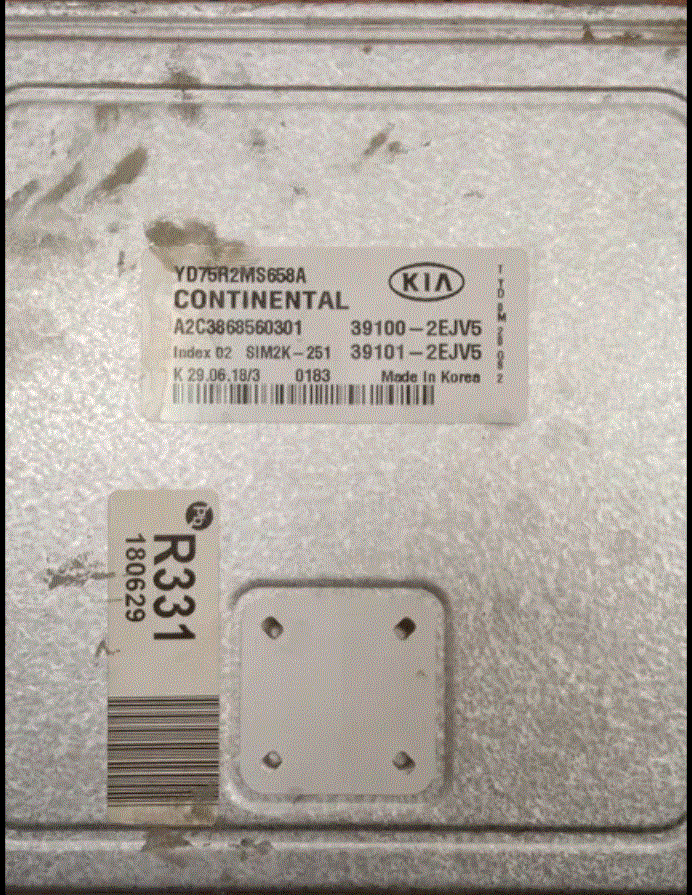 YD75R2MS658A
KIA
CONTINENTAL
A2C3868560301 39100-2EJV5
Index 02 SIM2K-251 39101-2EJV5
K 29.06.18/3 0183 Made In Korea
R331
180629